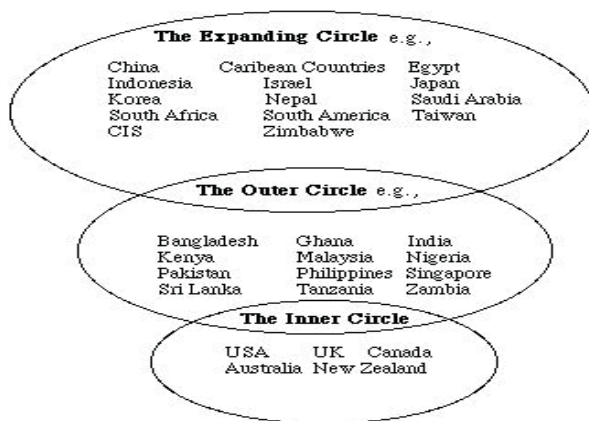 The Expanding Circle e.g.,
China Caribean Countries Egypt
Indonesia Israel Japan
Korea Nepal Saudi Arabia
South Africa South America Taiwan
CIS Zimbabwe
The Outer Circle e.g.,
Bangladesh Ghana India
Kenya Malaysia Nigeria
Pakistan Philippines Singapore
Sri Lanka Tanzania Zambia
The Inner Circle
USA UK Canada
Australia New Zealand